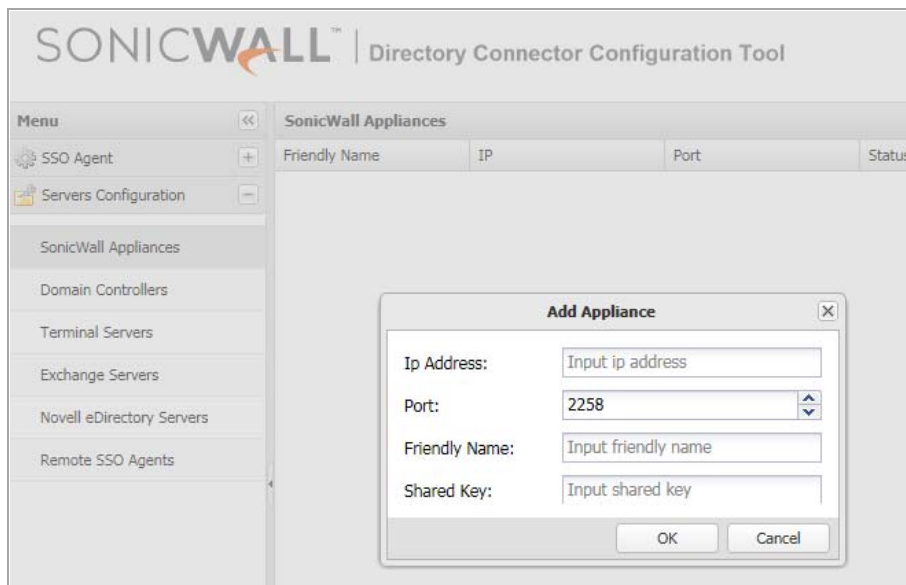 SONICWALL™ | Directory Connector Configuration Tool
Menu
SonicWall Appliances
SSO Agent
Friendly Name IP Port Status
Servers Configuration
SonicWall Appliances
Domain Controllers
Terminal Servers
Exchange Servers
Novell eDirectory Servers
Remote SSO Agents
Add Appliance
Ip Address: Input ip address
Port: 2258
Friendly Name: Input friendly name
Shared Key: Input shared key
OK Cancel